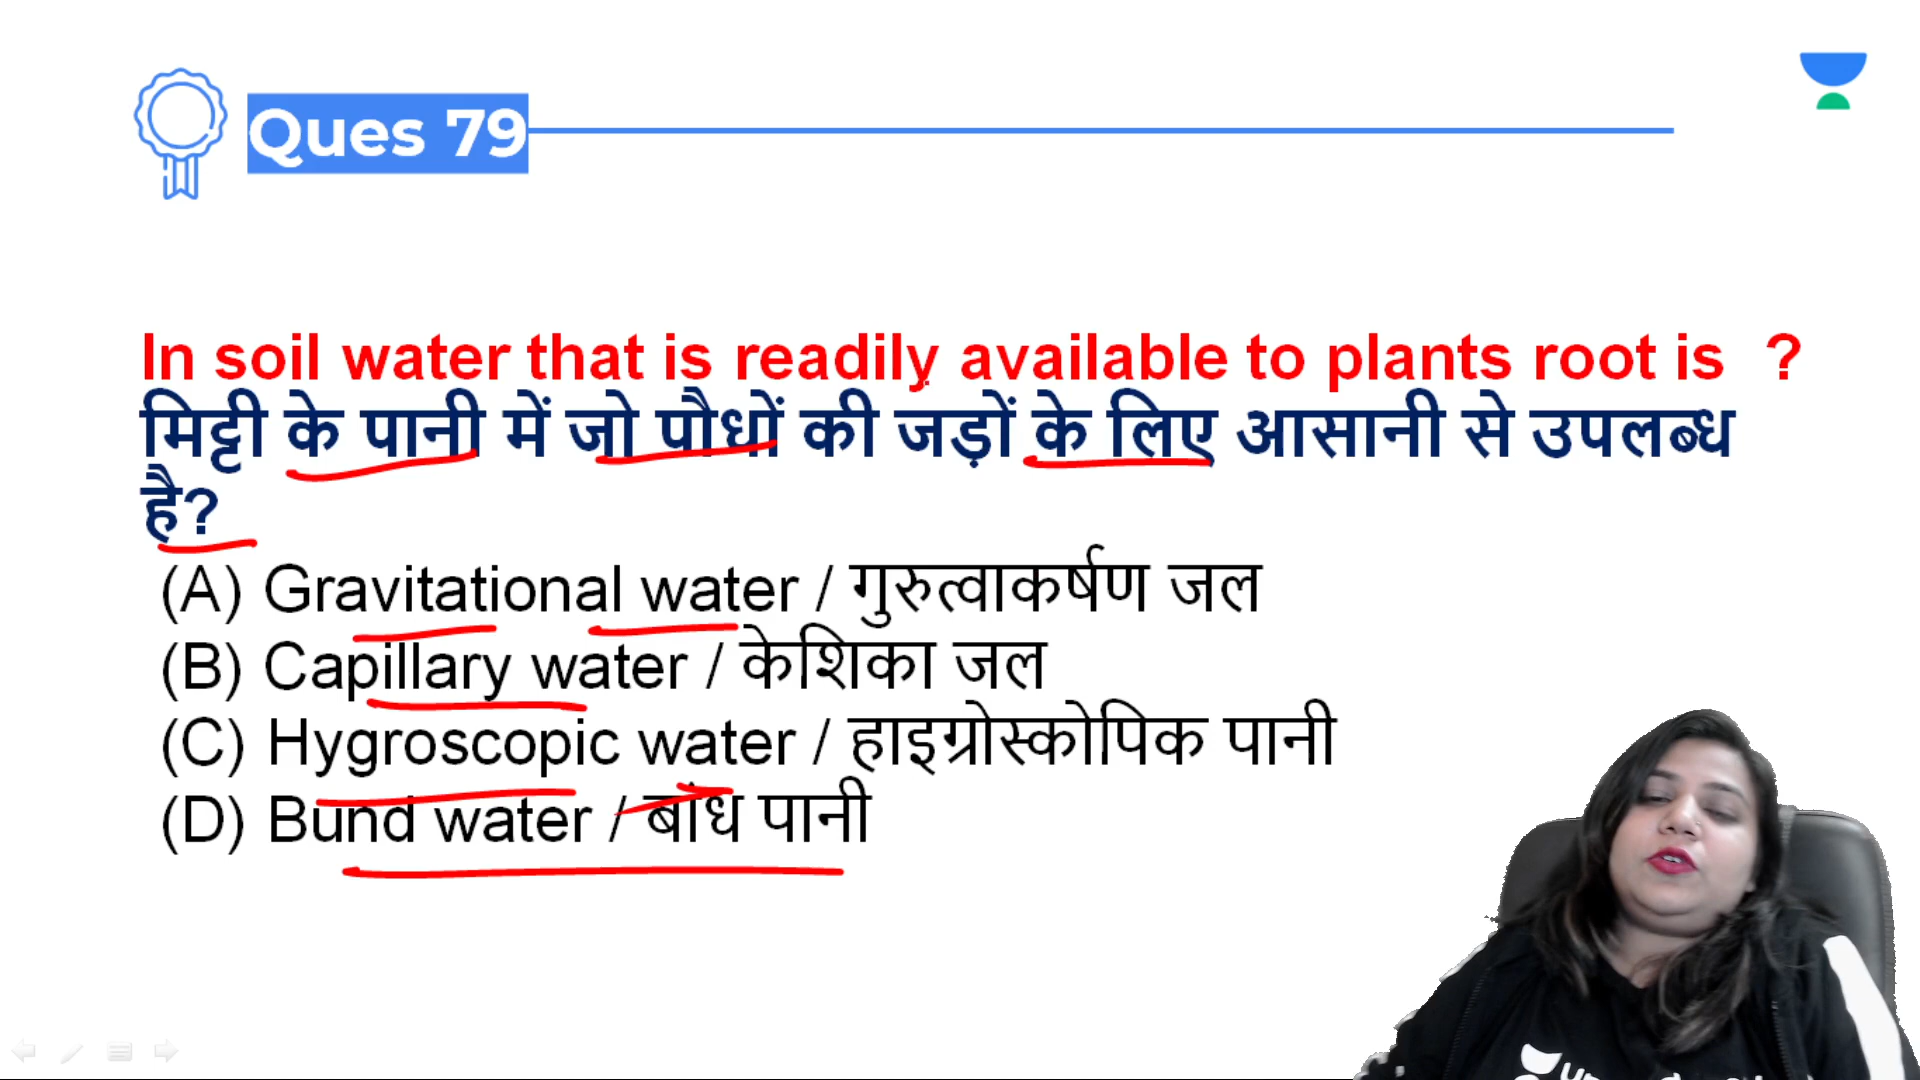 Ques 79
In soil water that is readily available to plants root is ?
मिट्टी के पानी में जो पौधों की जड़ों के लिए आसानी से उपलब्ध
है?
(A) Gravitational water / गुरुत्वाकर्षण जल
(B) Capillary water / केशिका जल
(C) Hygroscopic water / हाइग्रोस्कोपिक पानी
(D) Bund water / बांध पानी